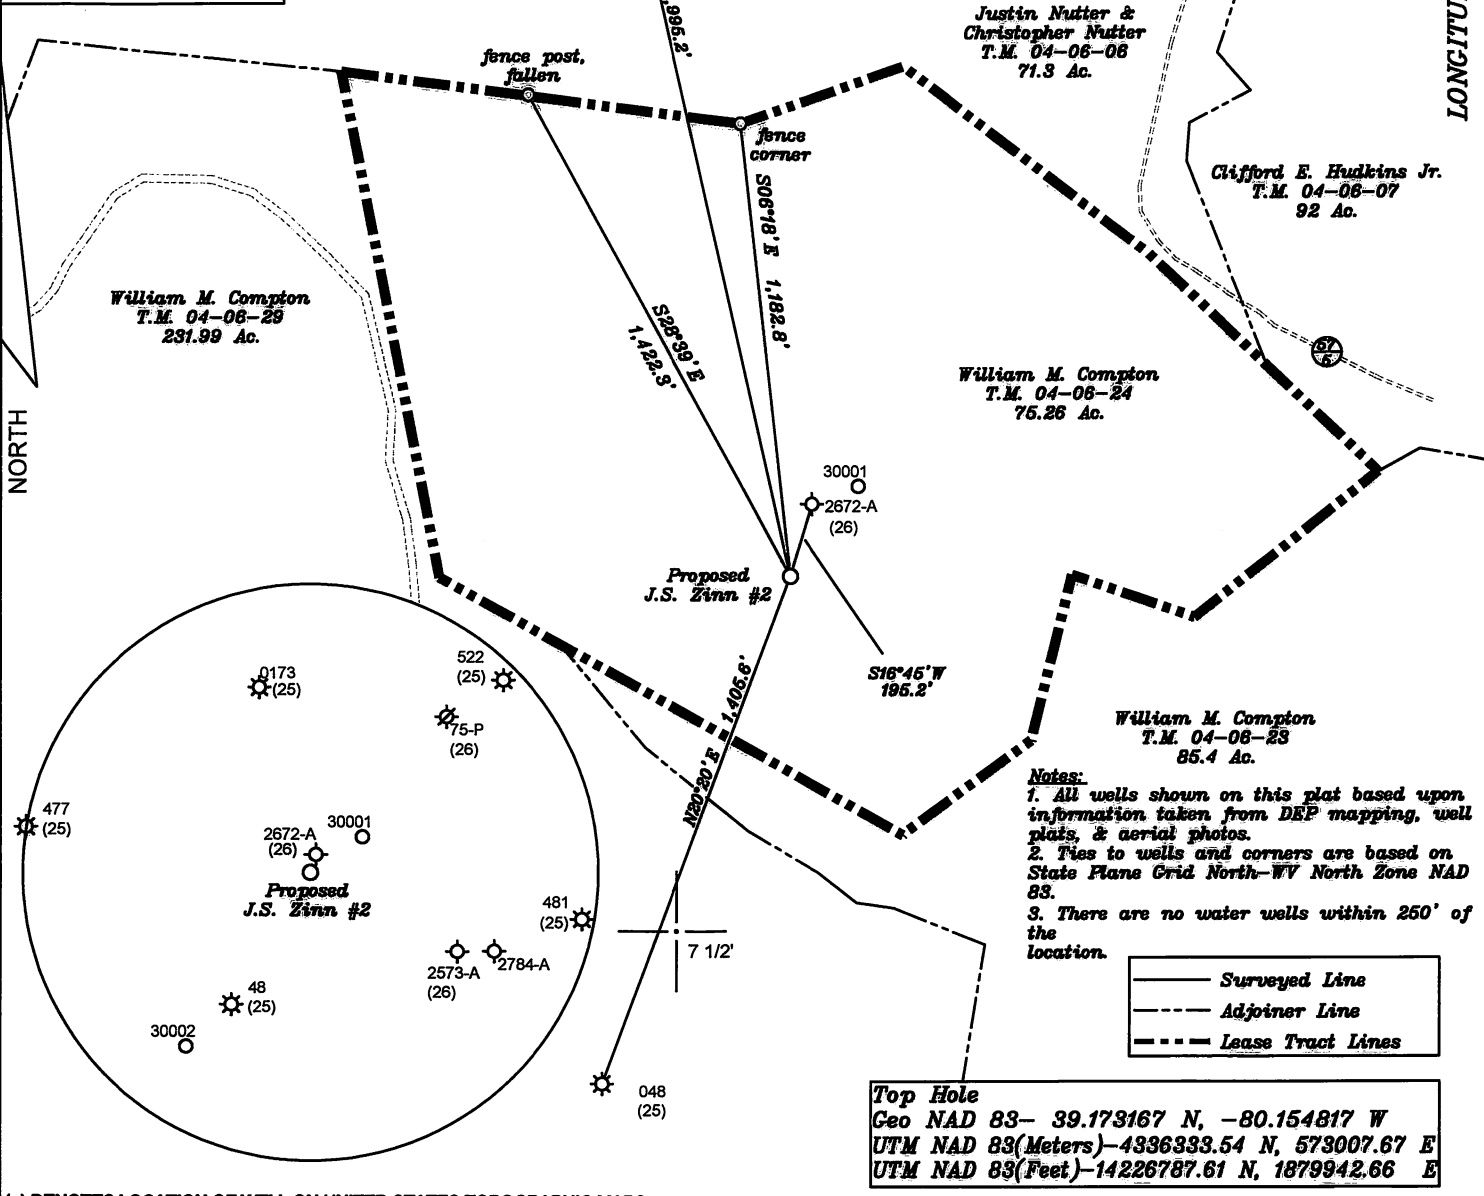 ,995.2'
Justin Nutter &
Christopher Nutter
T.M. 04-06-06
71.3 Ac.
fence post,
fallen
fence
corner
Clifford E. Hudkins Jr.
T.M. 04-06-07
92 Ac.
S06°18'E 1,182.8'
William M. Compton
T.M. 04-06-29
231.99 Ac.
S28°39'E
1,422.3'
57
6
William M. Compton
T.M. 04-06-24
75.26 Ac.
NORTH
30001
2672-A
(26)
Proposed
J.S. Zinn #2
S16°45'W
195.2'
N20°20'E 1,405.6'
0173
(25)
522
(25)
75-P
(26)
477
(25)
30001
2672-A
(26)
Proposed
J.S. Zinn #2
481
(25)
2573-A
(26)
2784-A
48
(25)
30002
7 1/2'
048
(25)
William M. Compton
T.M. 04-06-23
85.4 Ac.
Notes:
1. All wells shown on this plat based upon
information taken from DEP mapping, well
plats, & aerial photos.
2. Ties to wells and corners are based on
State Plane Grid North-WV North Zone NAD
83.
3. There are no water wells within 250' of
the
location.
Surveyed Line
Adjoiner Line
Lease Tract Lines
Top Hole
Geo NAD 83- 39.173167 N, -80.154817 W
UTM NAD 83(Meters)-4336333.54 N, 573007.67 E
UTM NAD 83(Feet)-14226787.61 N, 1879942.66 E